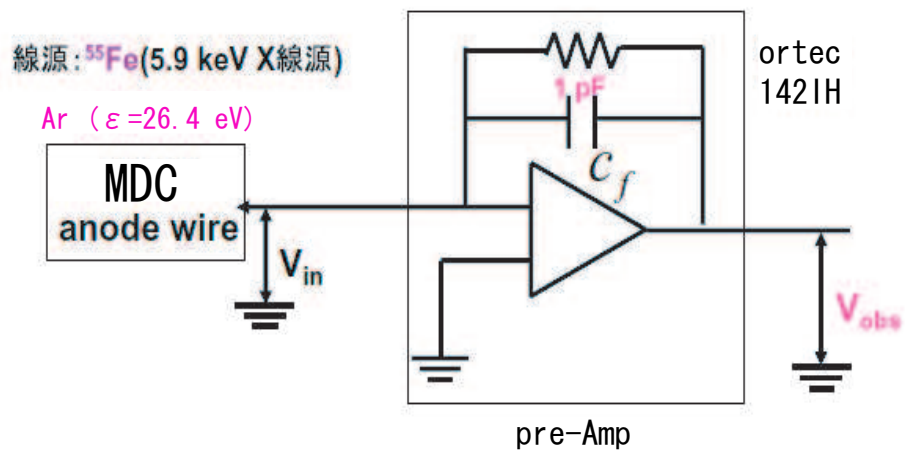 線源:⁵⁵Fe(5.9 keV X線源)
Ar (ε=26.4 eV)
MDC
anode wire
V_in
1 pF
C_f
ortec
142IH
V_obs
pre-Amp